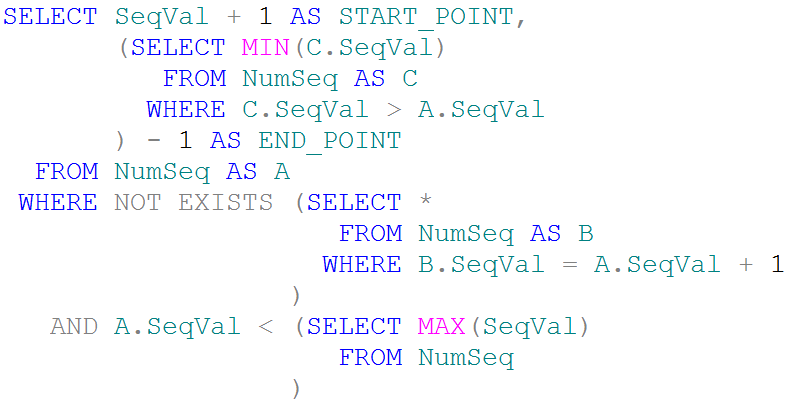 SELECT SeqVal + 1 AS START_POINT,
(SELECT MIN(C.SeqVal)
FROM NumSeq AS C
WHERE C.SeqVal > A.SeqVal
) - 1 AS END_POINT
FROM NumSeq AS A
WHERE NOT EXISTS (SELECT *
FROM NumSeq AS B
WHERE B.SeqVal = A.SeqVal + 1
)
AND A.SeqVal < (SELECT MAX(SeqVal)
FROM NumSeq
)